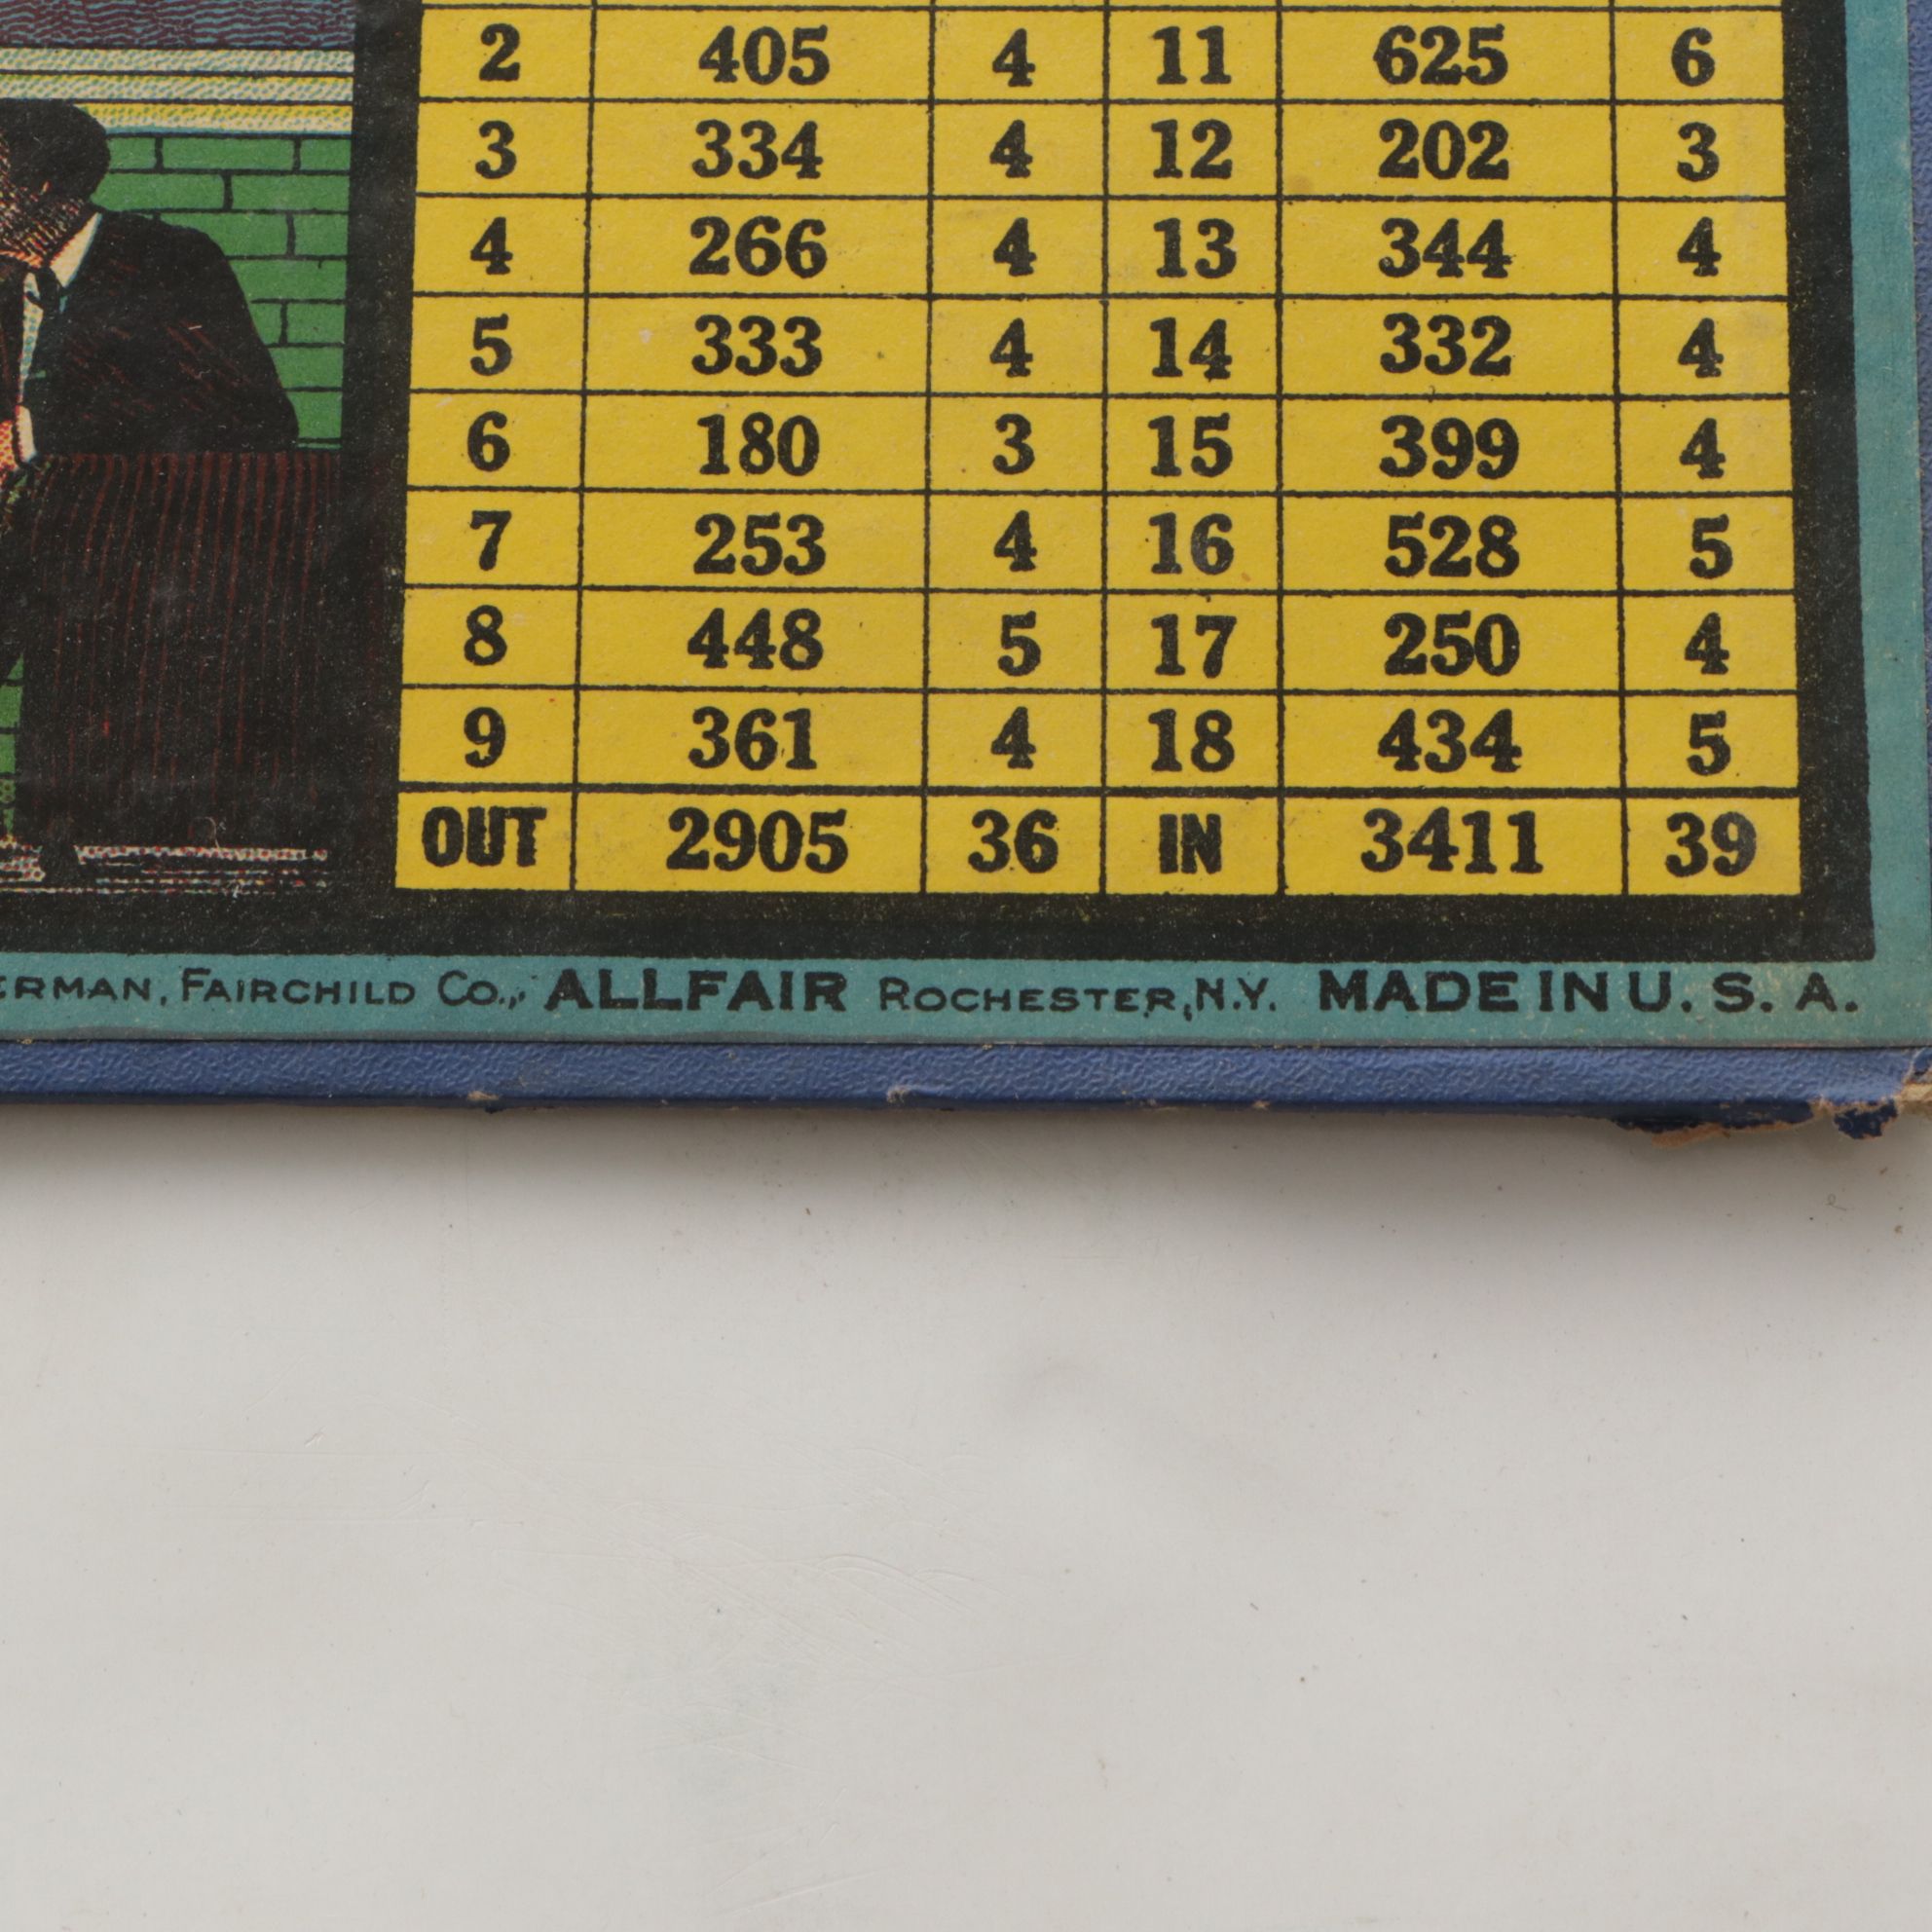 2 405 4 11 625 6
3 334 4 12 202 3
4 266 4 13 344 4
5 333 4 14 332 4
6 180 3 15 399 4
7 253 4 16 528 5
8 448 5 17 250 4
9 361 4 18 434 5
OUT 2905 36 IN 3411 39
ERMAN, FAIRCHILD CO., ALLFAIR ROCHESTER, N.Y. MADE IN U. S. A.